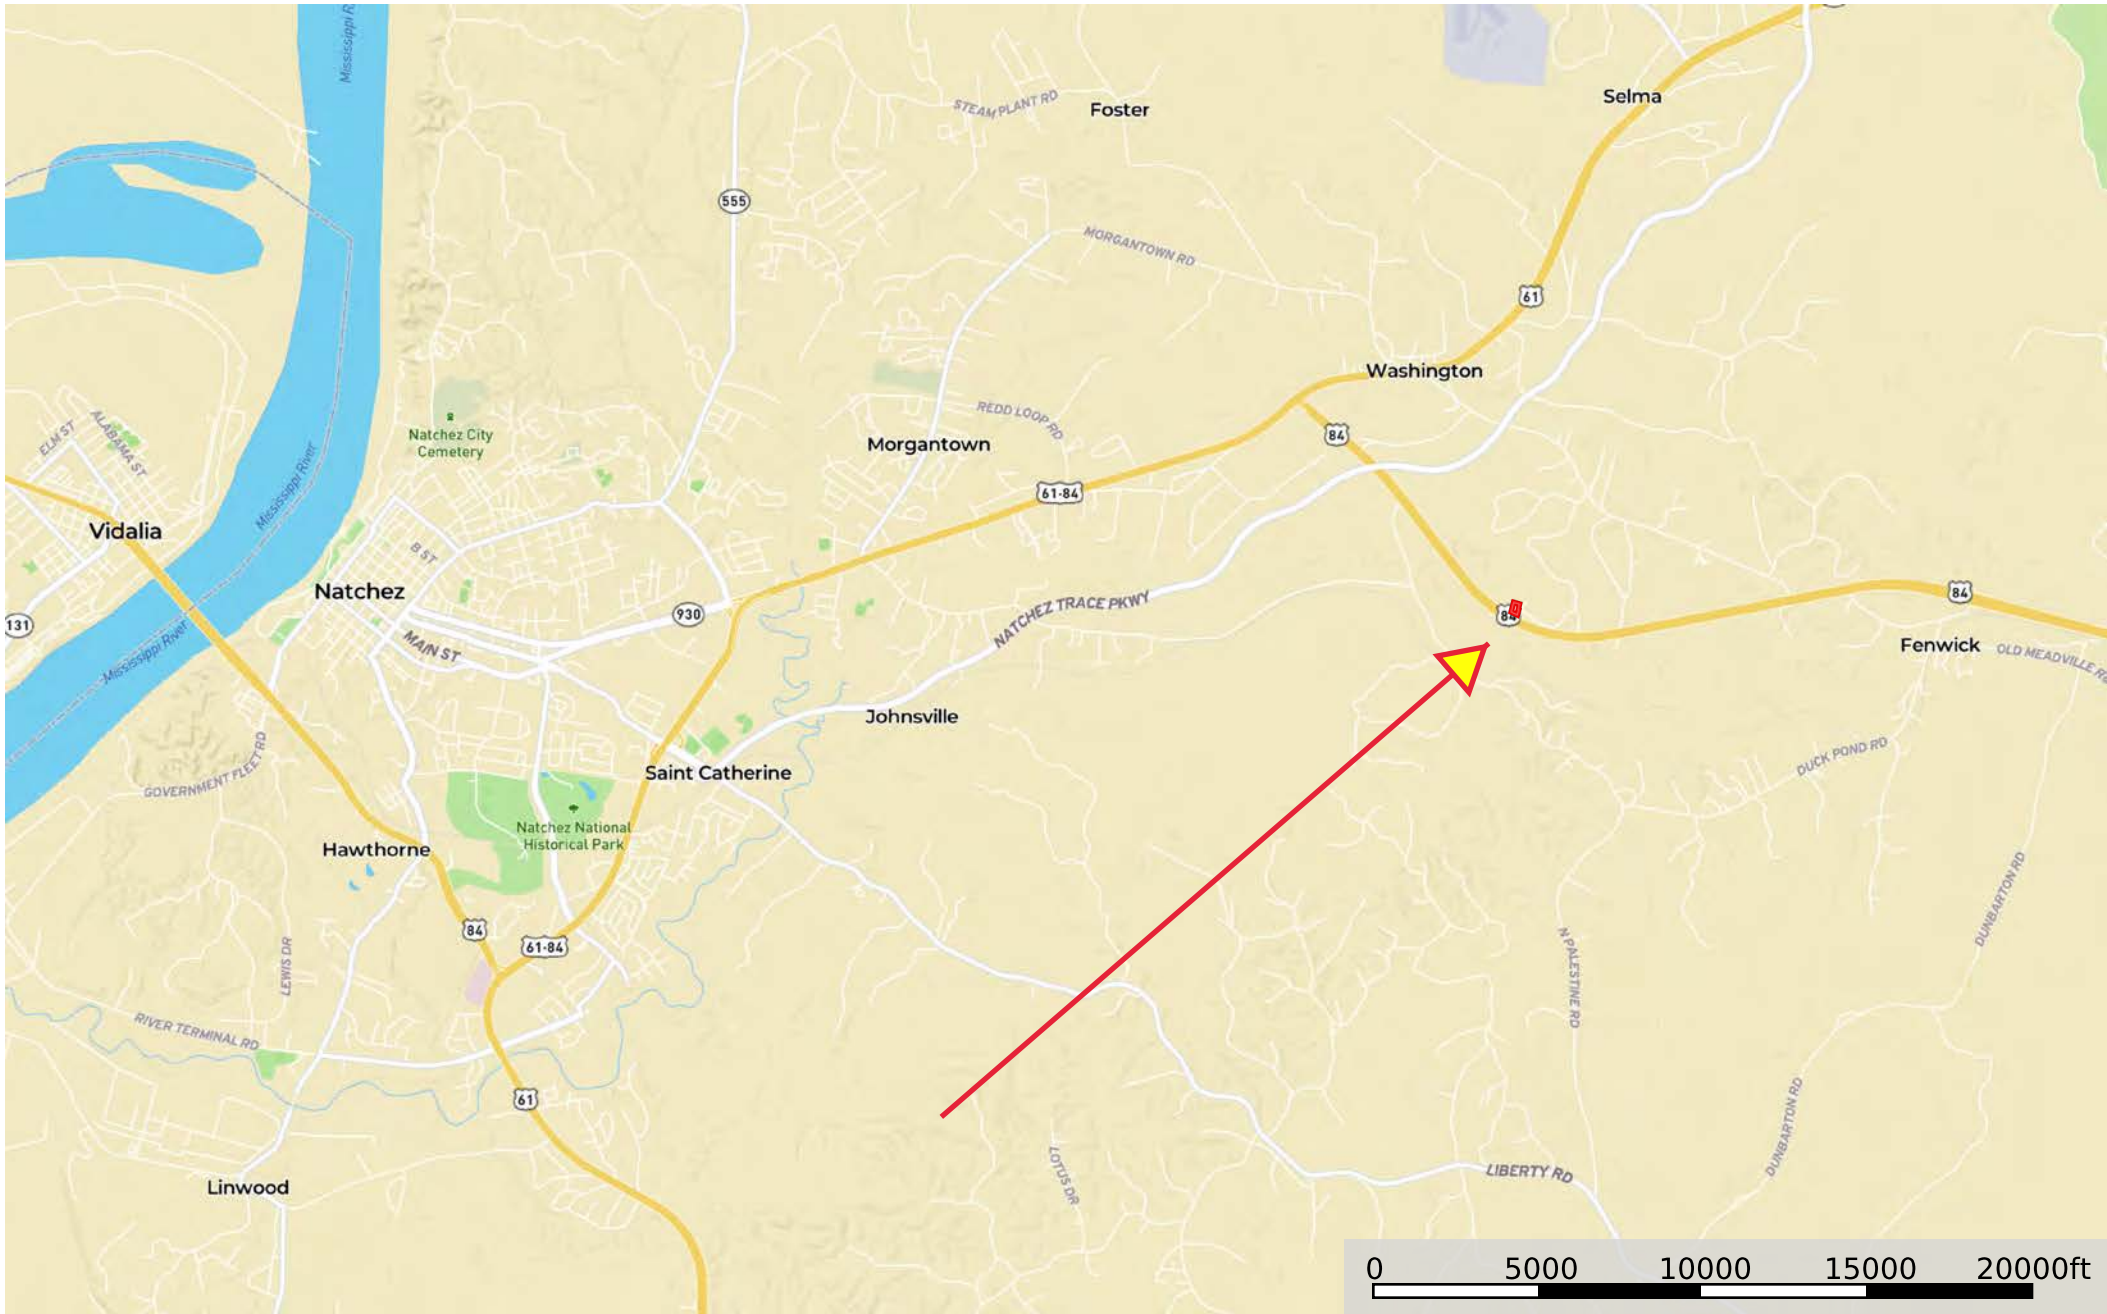 Mississippi R
STEAM PLANT RD
Foster
Selma
555
MORGANTOWN RD
61
Washington
ELM ST
ALABAMA ST
Natchez City
Cemetery
REDD LOOP RD
Morgantown
84
61-84
Mississippi River
Vidalia
B ST
Natchez
131
930
NATCHEZ TRACE PKWY
84
84
Fenwick
OLD MEADVILLE RD
Mississippi River
MAIN ST
Johnsville
GOVERNMENT FLEET RD
Saint Catherine
DUCK POND RD
Natchez National
Historical Park
Hawthorne
DUNBARTON RD
84
61-84
LEWIS DR
N PALESTINE RD
RIVER TERMINAL RD
61
DUNBARTON RD
LOTUS DR
LIBERTY RD
Linwood
0 5000 10000 15000 20000ft